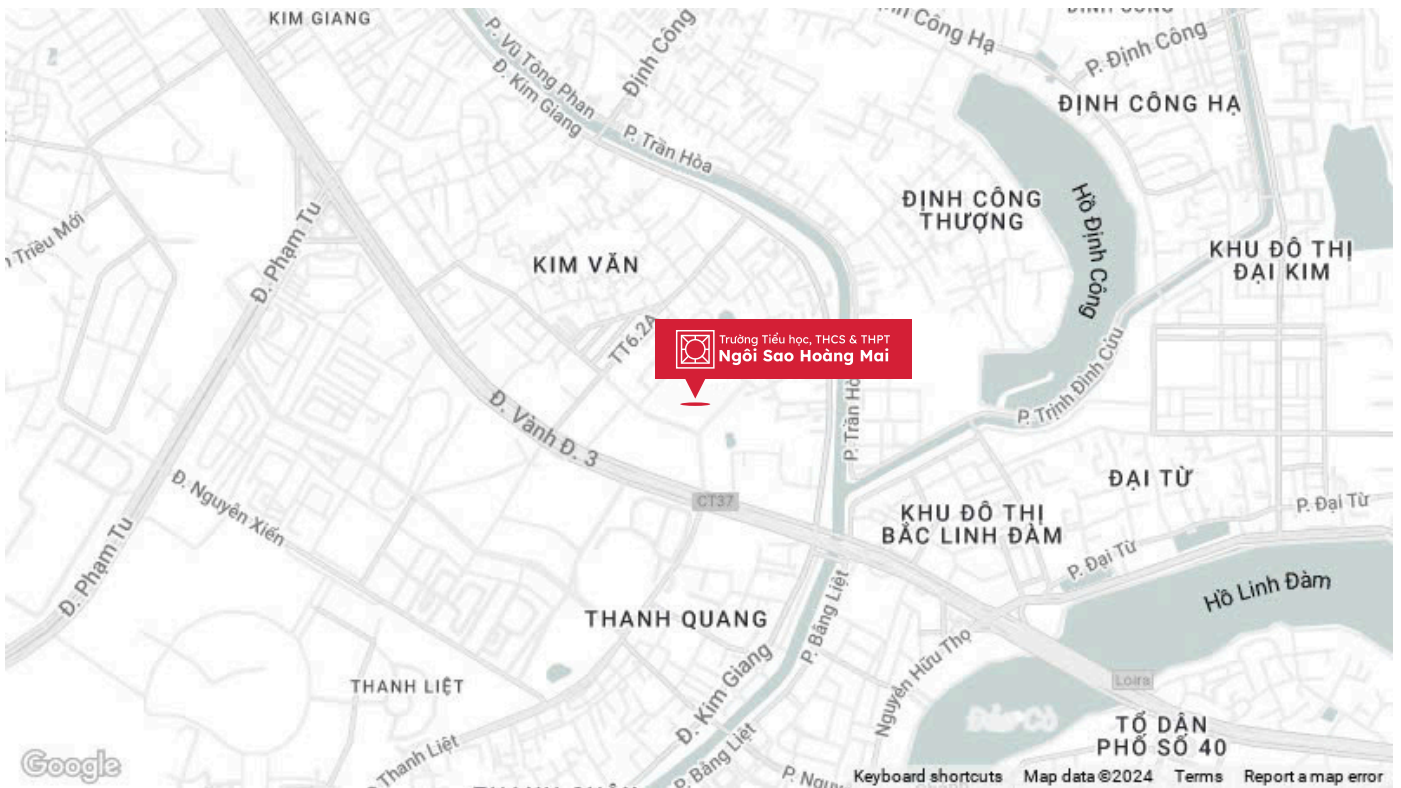 KIM GIANG
P. Vũ Tông Phan
Đ. Kim Giang
Định Công
P. Trần Hòa
Công Hạ
P. Định Công
ĐỊNH CÔNG HẠ
ĐỊNH CÔNG
THƯỢNG
Hồ Định Công
KHU ĐÔ THỊ
ĐẠI KIM
Triều Mới
Đ. Phạm Tu
KIM VĂN
TT6.2A
Trường Tiểu học, THCS & THPT
Ngôi Sao Hoàng Mai
P. Trần Hò
P. Trịnh Đình Cửu
Đ. Vành Đ. 3
CT37
Đ. Nguyễn Xiển
Đ. Phạm Tu
ĐẠI TỪ
P. Đại Từ
KHU ĐÔ THỊ
BẮC LINH ĐÀM
P. Đại Từ
Hồ Linh Đàm
THANH QUANG
P. Bằng Liệt
Nguyễn Hữu Thọ
THANH LIỆT
Đ. Kim Giang
Loira
Đầm Cò
TỔ DÂN
PHỐ SỐ 40
Thanh Liệt
P. Bằng Liệt
Google
Keyboard shortcuts
Map data ©2024
Terms
Report a map error